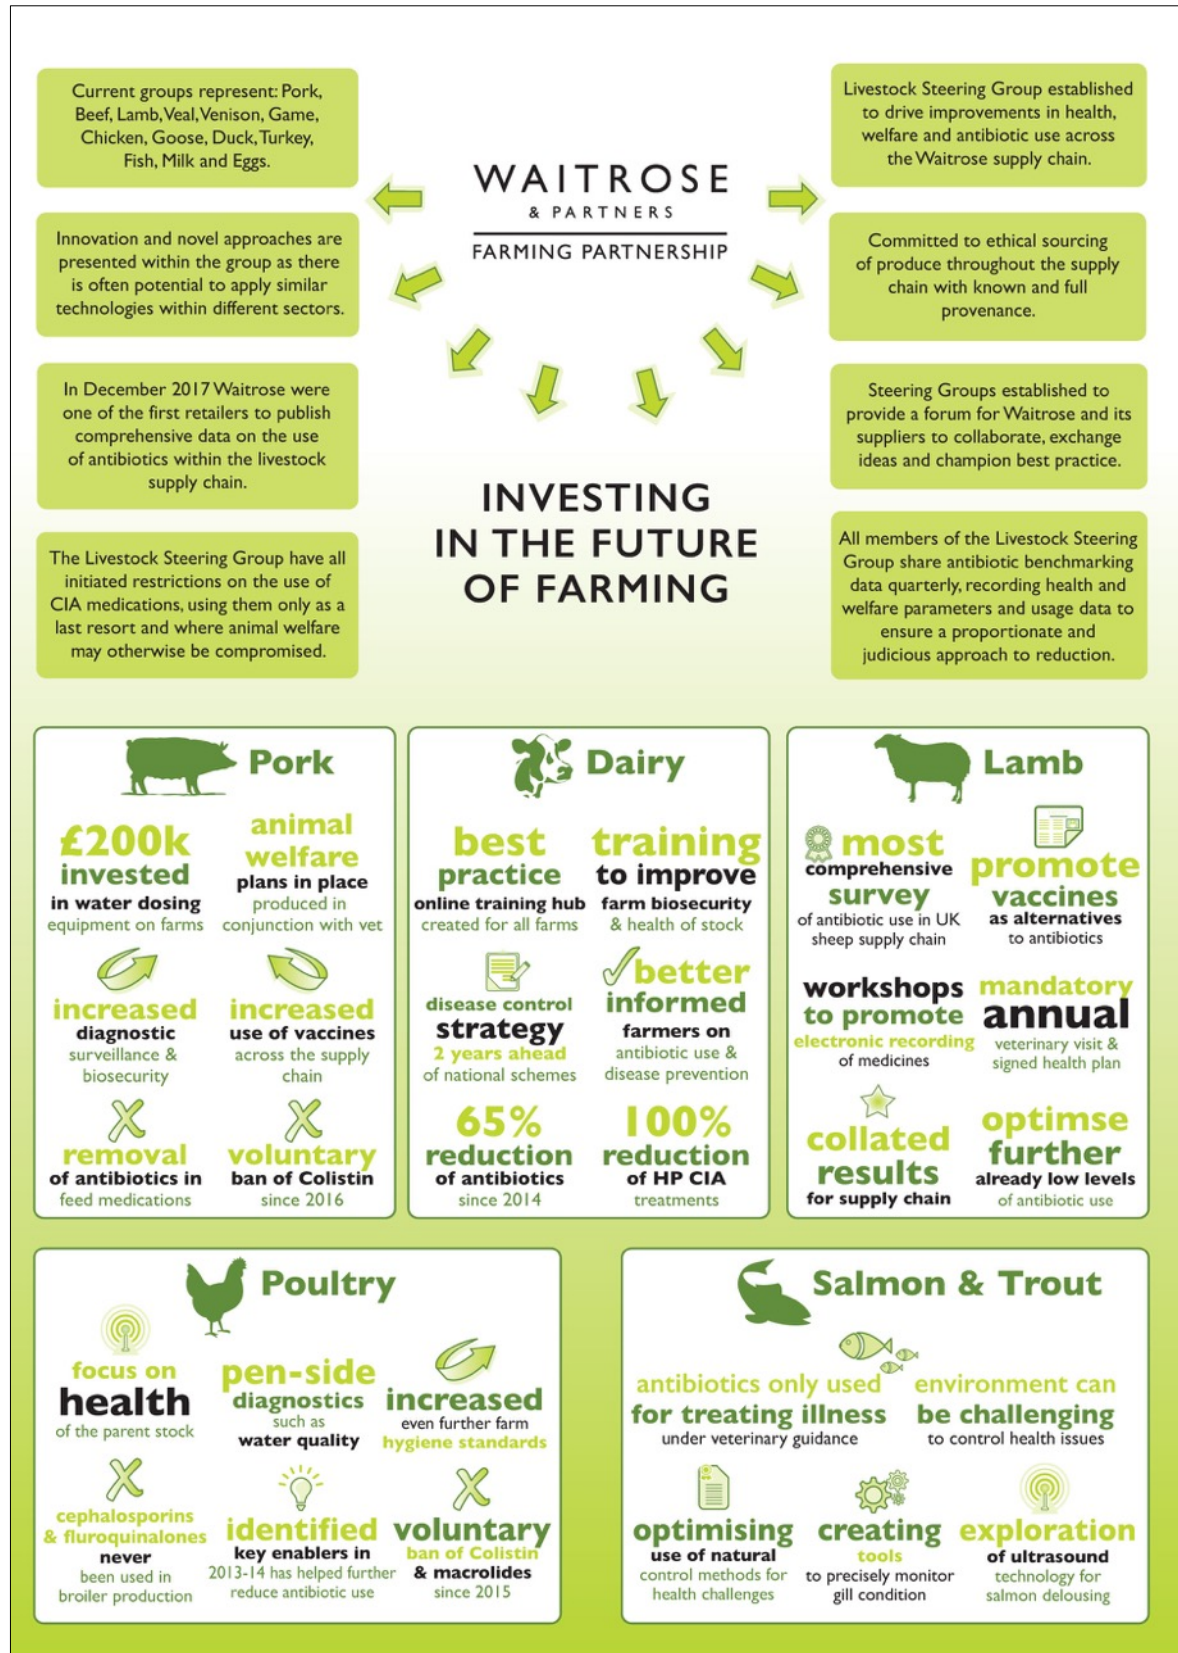 Current groups represent: Pork,
Beef, Lamb, Veal, Venison, Game,
Chicken, Goose, Duck, Turkey,
Fish, Milk and Eggs.
Innovation and novel approaches are
presented within the group as there
is often potential to apply similar
technologies within different sectors.
In December 2017 Waitrose were
one of the first retailers to publish
comprehensive data on the use
of antibiotics within the livestock
supply chain.
The Livestock Steering Group have all
initiated restrictions on the use of
CIA medications, using them only as a
last resort and where animal welfare
may otherwise be compromised.
WAITROSE
& PARTNERS
FARMING PARTNERSHIP
INVESTING
IN THE FUTURE
OF FARMING
Livestock Steering Group established
to drive improvements in health,
welfare and antibiotic use across
the Waitrose supply chain.
Committed to ethical sourcing
of produce throughout the supply
chain with known and full
provenance.
Steering Groups established to
provide a forum for Waitrose and its
suppliers to collaborate, exchange
ideas and champion best practice.
All members of the Livestock Steering
Group share antibiotic benchmarking
data quarterly, recording health and
welfare parameters and usage data to
ensure a proportionate and
judicious approach to reduction.
Pork
£200k
invested
in water dosing
equipment on farms
animal
welfare
plans in place
produced in
conjunction with vet
increased
diagnostic
surveillance &
biosecurity
increased
use of vaccines
across the supply
chain
removal
of antibiotics in
feed medications
voluntary
ban of Colistin
since 2016
Dairy
best
practice
online training hub
created for all farms
training
to improve
farm biosecurity
& health of stock
disease control
strategy
2 years ahead
of national schemes
better
informed
farmers on
antibiotic use &
disease prevention
65%
reduction
of antibiotics
since 2014
100%
reduction
of HP CIA
treatments
Lamb
most
comprehensive
survey
of antibiotic use in UK
sheep supply chain
promote
vaccines
as alternatives
to antibiotics
workshops
to promote
electronic recording
of medicines
mandatory
annual
veterinary visit &
signed health plan
collated
results
for supply chain
optimse
further
already low levels
of antibiotic use
Poultry
focus on
health
of the parent stock
pen-side
diagnostics
such as
water quality
increased
even further farm
hygiene standards
cephalosporins
& fluroquinalones
never
been used in
broiler production
identified
key enablers in
2013-14 has helped further
reduce antibiotic use
voluntary
ban of Colistin
& macrolides
since 2015
Salmon & Trout
antibiotics only used
for treating illness
under veterinary guidance
environment can
be challenging
to control health issues
optimising
use of natural
control methods for
health challenges
creating
tools
to precisely monitor
gill condition
exploration
of ultrasound
technology for
salmon delousing